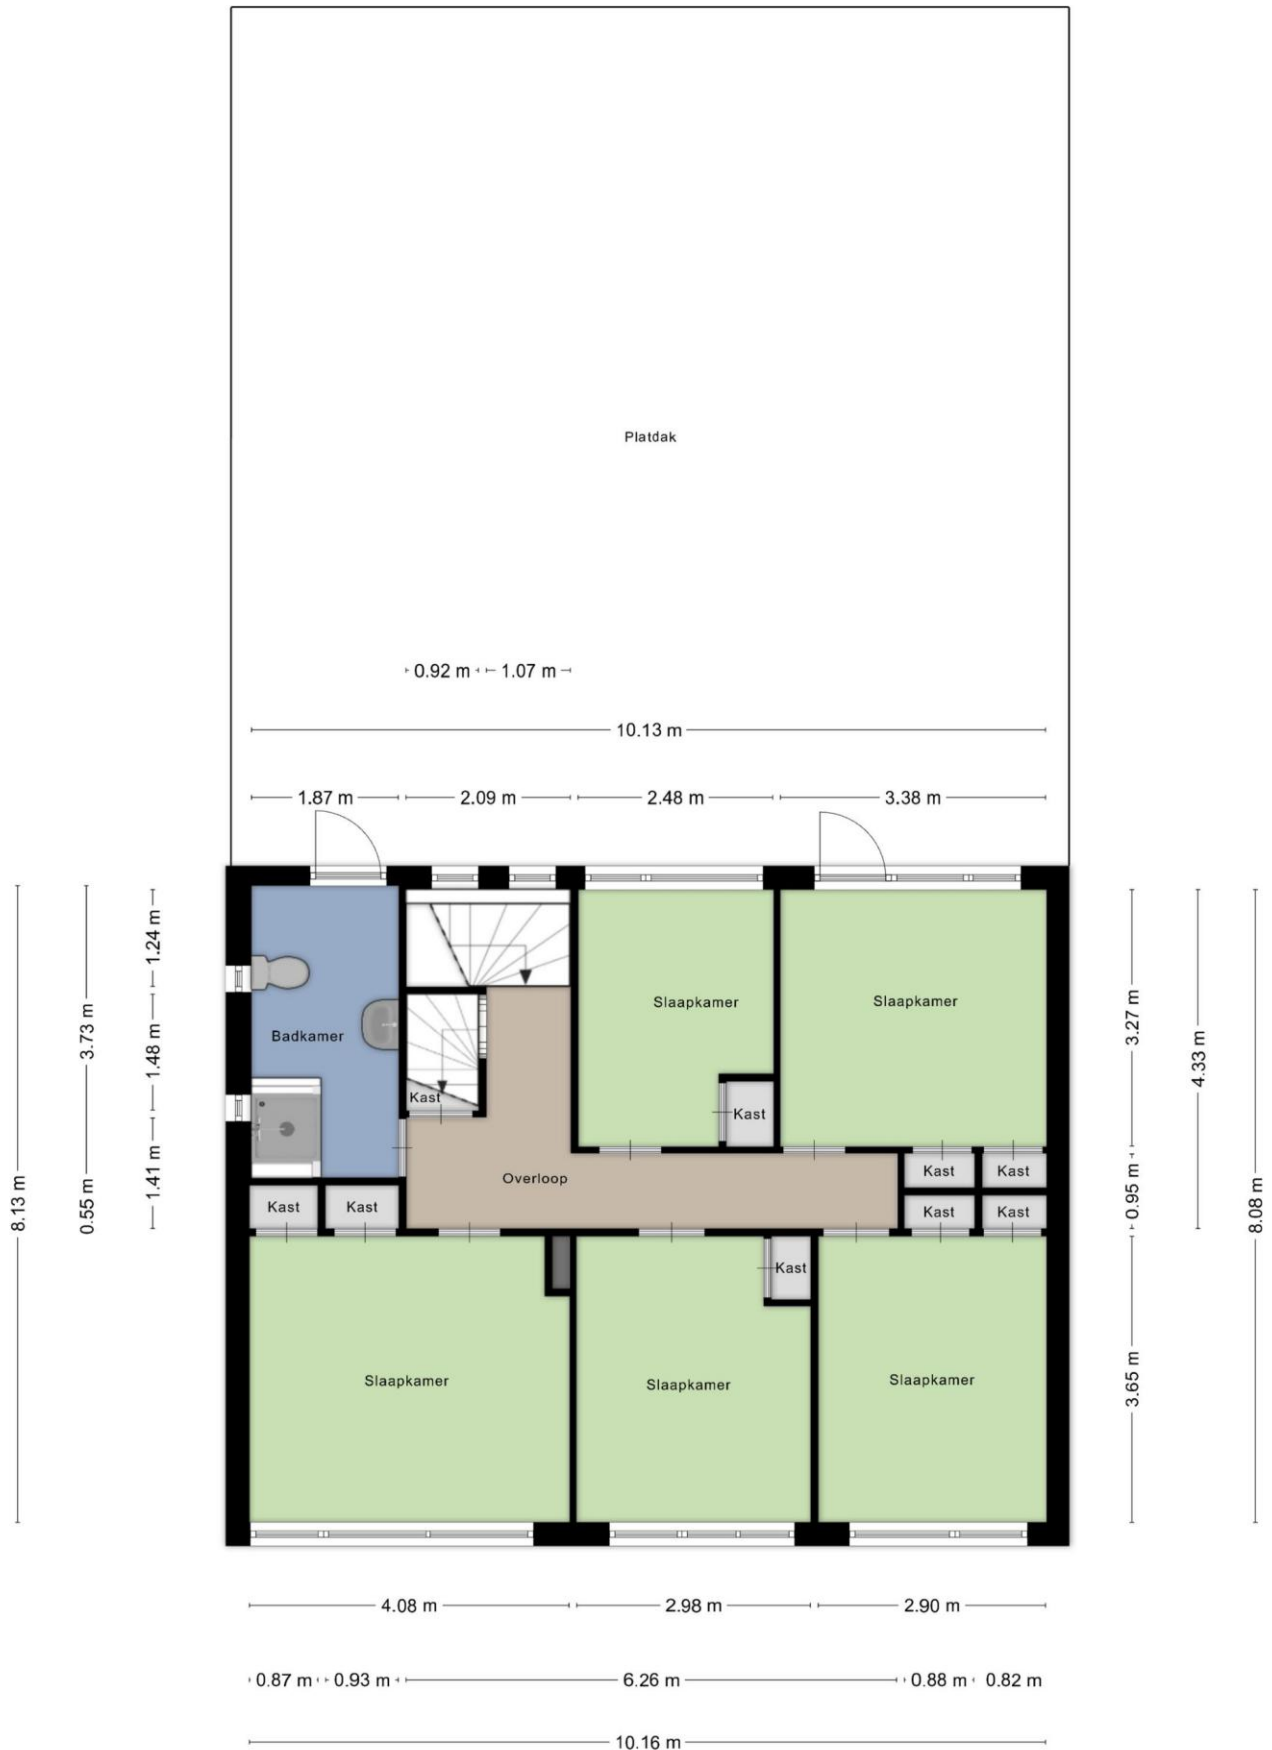 Platdak
0.92 m
1.07 m
10.13 m
1.87 m
2.09 m
2.48 m
3.38 m
8.13 m
3.73 m
0.55 m
1.24 m
1.48 m
1.41 m
Badkamer
Kast
Overloop
Slaapkamer
Kast
Slaapkamer
Kast
Kast
Kast
Kast
Kast
Kast
Slaapkamer
Kast
Slaapkamer
Slaapkamer
3.27 m
0.95 m
3.65 m
4.33 m
8.08 m
4.08 m
2.98 m
2.90 m
0.87 m
0.93 m
6.26 m
0.88 m
0.82 m
10.16 m